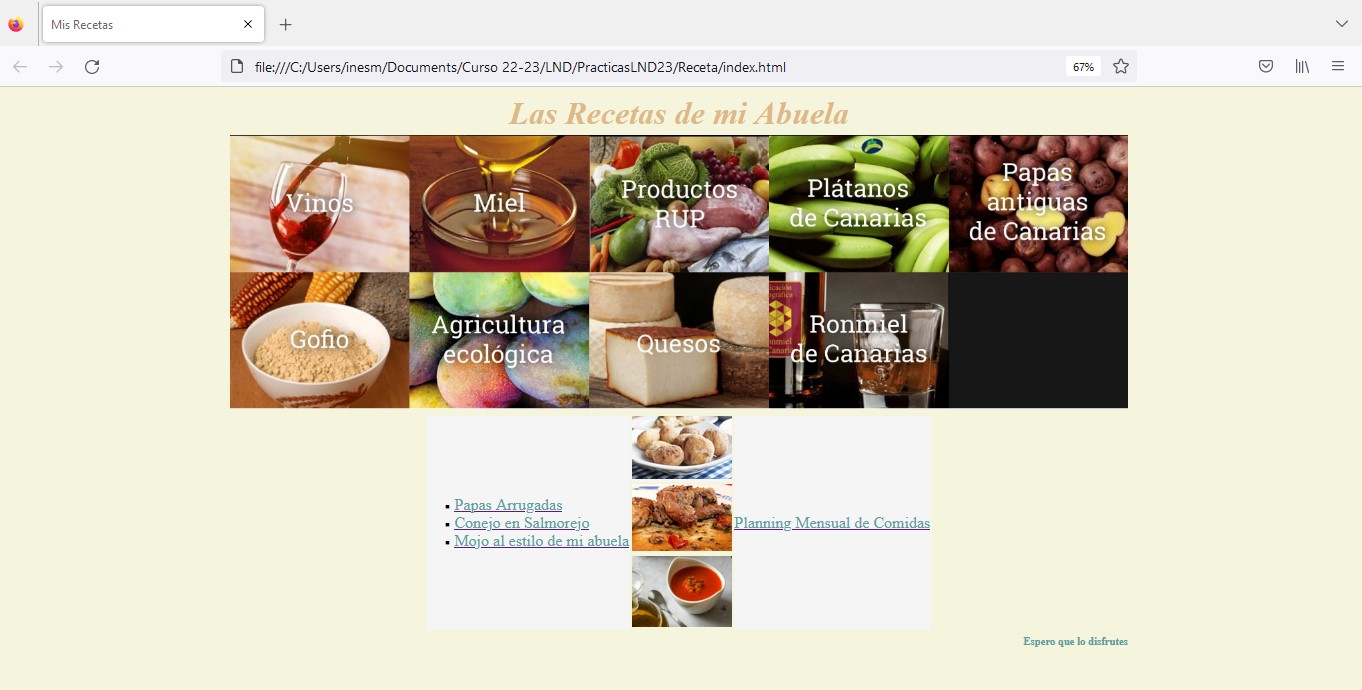 Mis Recetas
file:///C:/Users/inesm/Documents/Curso 22-23/LND/PracticasLND23/Receta/index.html
67%
Las Recetas de mi Abuela
Vinos
Miel
Productos
RUP
Plátanos
de Canarias
Papas
antiguas
de Canarias
Gofio
Agricultura
ecológica
Quesos
Ronmiel
de Canarias
Papas Arrugadas
Conejo en Salmorejo
Mojo al estilo de mi abuela
Planning Mensual de Comidas
Espero que lo disfrutes